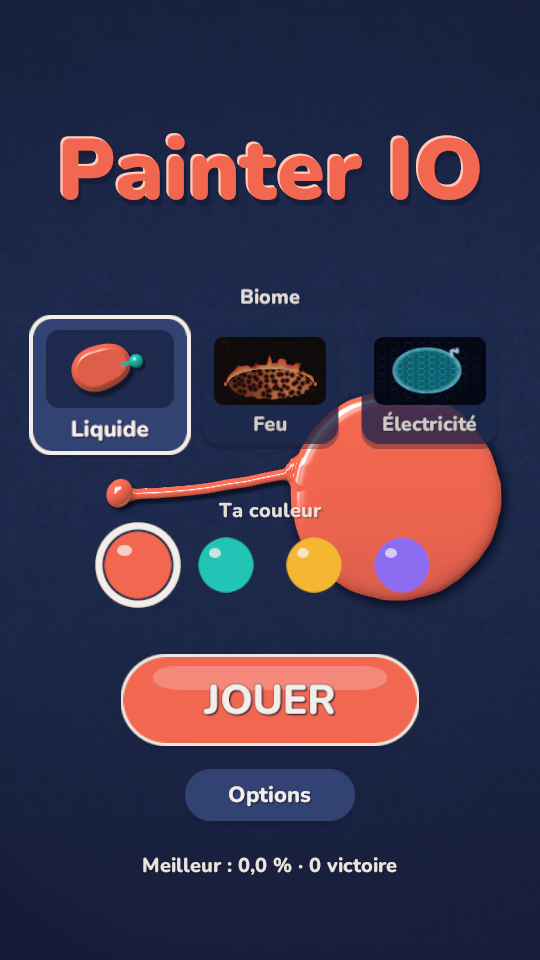 Painter IO
Biome
Liquide
Feu
Électricité
Ta couleur
JOUER
Options
Meilleur : 0,0 % · 0 victoire